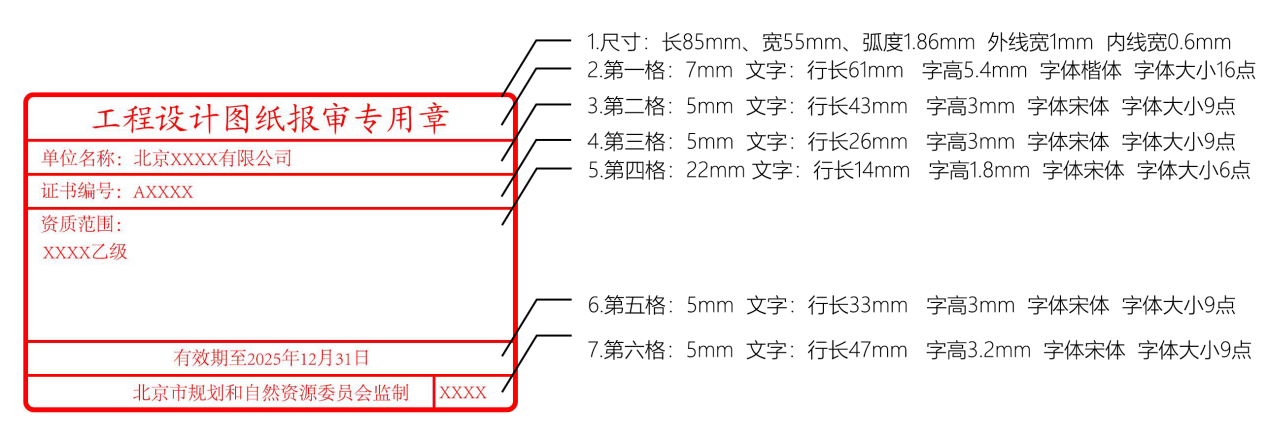 1.尺寸：长85mm、宽55mm、弧度1.86mm 外线宽1mm 内线宽0.6mm
2.第一格：7mm 文字：行长61mm 字高5.4mm 字体楷体 字体大小16点
工程设计图纸报审专用章
3.第二格：5mm 文字：行长43mm 字高3mm 字体宋体 字体大小9点
单位名称：北京XXXX有限公司
4.第三格：5mm 文字：行长26mm 字高3mm 字体宋体 字体大小9点
证书编号：AXXXX
5.第四格：22mm 文字：行长14mm 字高1.8mm 字体宋体 字体大小6点
资质范围：
XXXX乙级
6.第五格：5mm 文字：行长33mm 字高3mm 字体宋体 字体大小9点
有效期至2025年12月31日
7.第六格：5mm 文字：行长47mm 字高3.2mm 字体宋体 字体大小9点
北京市规划和自然资源委员会监制 XXXX